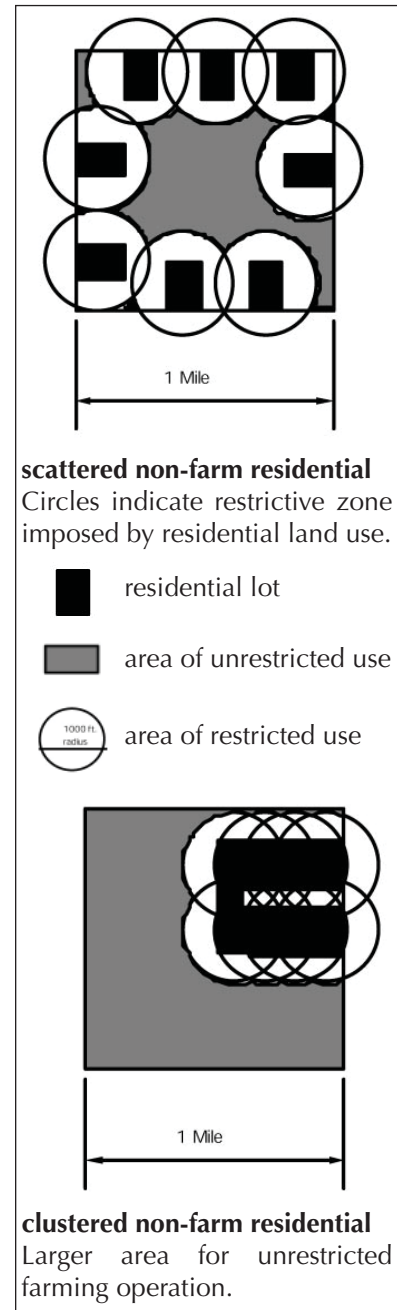 1 Mile
scattered non-farm residential
Circles indicate restrictive zone
imposed by residential land use.
residential lot
area of unrestricted use
1000 ft.
radius
area of restricted use
1 Mile
clustered non-farm residential
Larger area for unrestricted
farming operation.